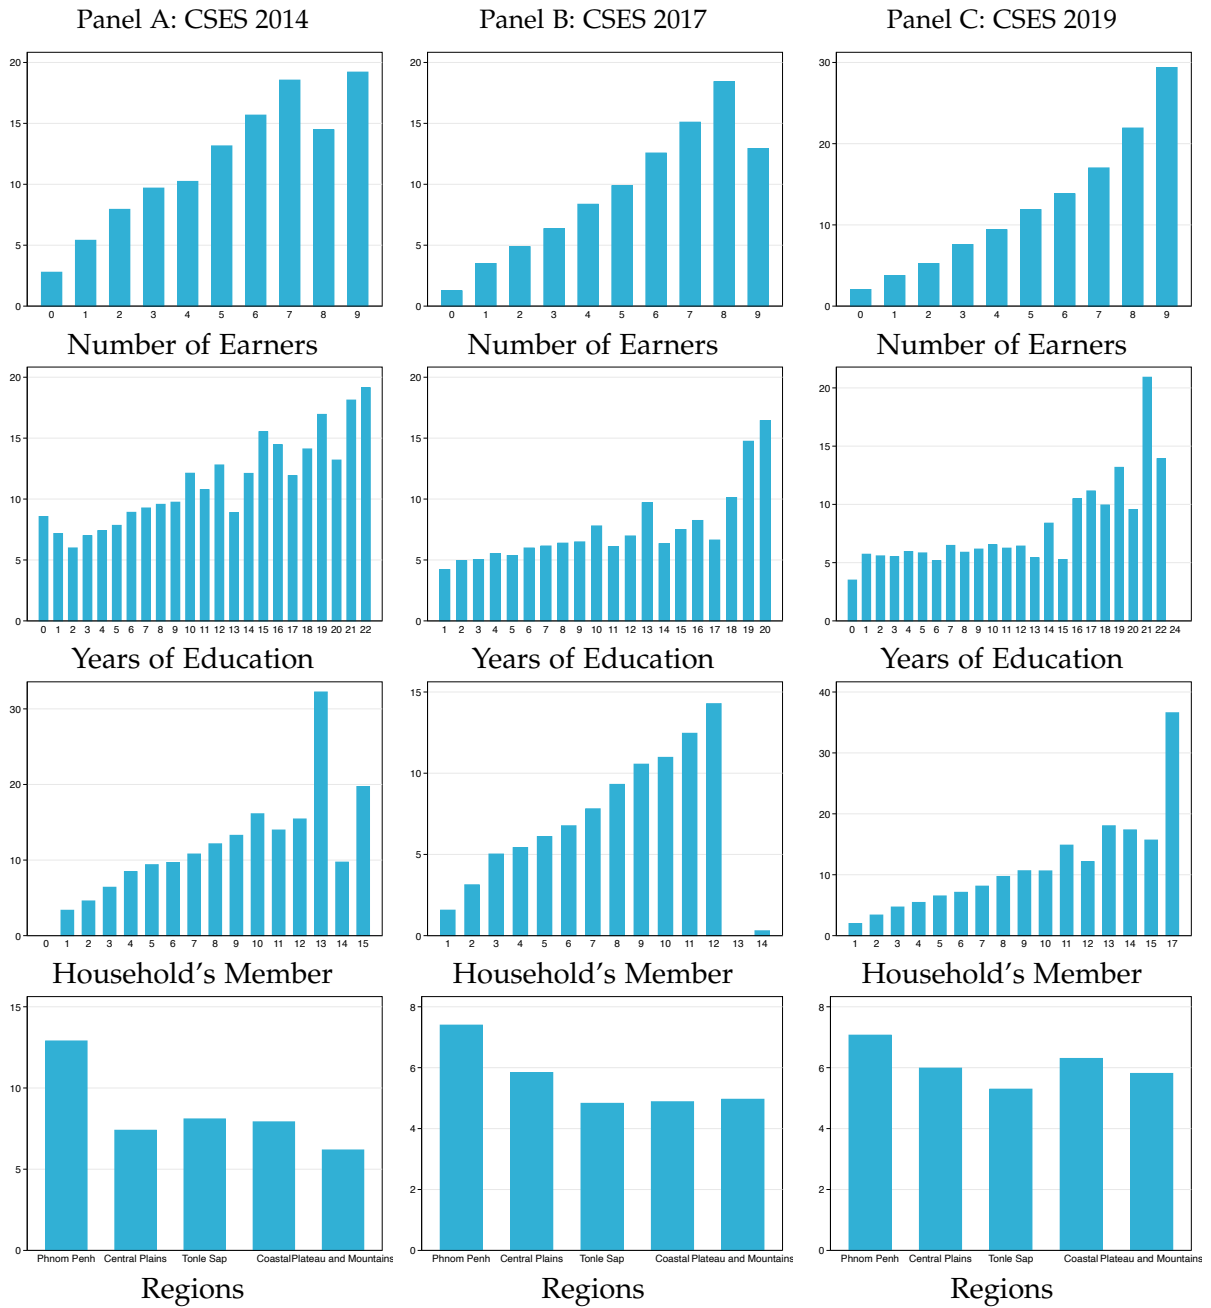 Panel A: CSES 2014 Panel B: CSES 2017 Panel C: CSES 2019
20 15 10 5 0
0 1 2 3 4 5 6 7 8 9
Number of Earners
20 15 10 5 0
0 1 2 3 4 5 6 7 8 9
Number of Earners
30 20 10 0
0 1 2 3 4 5 6 7 8 9
Number of Earners
20 15 10 5 0
0 1 2 3 4 5 6 7 8 9 10 11 12 13 14 15 16 17 18 19 20 21 22
Years of Education
20 15 10 5 0
1 2 3 4 5 6 7 8 9 10 11 12 13 14 15 16 17 18 19 20
Years of Education
20 15 10 5 0
0 1 2 3 4 5 6 7 8 9 10 11 12 13 14 15 16 17 18 19 20 21 22 24
Years of Education
30 20 10 0
0 1 2 3 4 5 6 7 8 9 10 11 12 13 14 15
Household's Member
15 10 5 0
1 2 3 4 5 6 7 8 9 10 11 12 13 14
Household's Member
40 30 20 10 0
1 2 3 4 5 6 7 8 9 10 11 12 13 14 15 17
Household's Member
15 10 5 0
Phnom Penh Central Plains Tonle Sap Coastal Plateau and Mountains
Regions
8 6 4 2 0
Phnom Penh Central Plains Tonle Sap Coastal Plateau and Mountains
Regions
8 6 4 2 0
Phnom Penh Central Plains Tonle Sap Coastal Plateau and Mountains
Regions